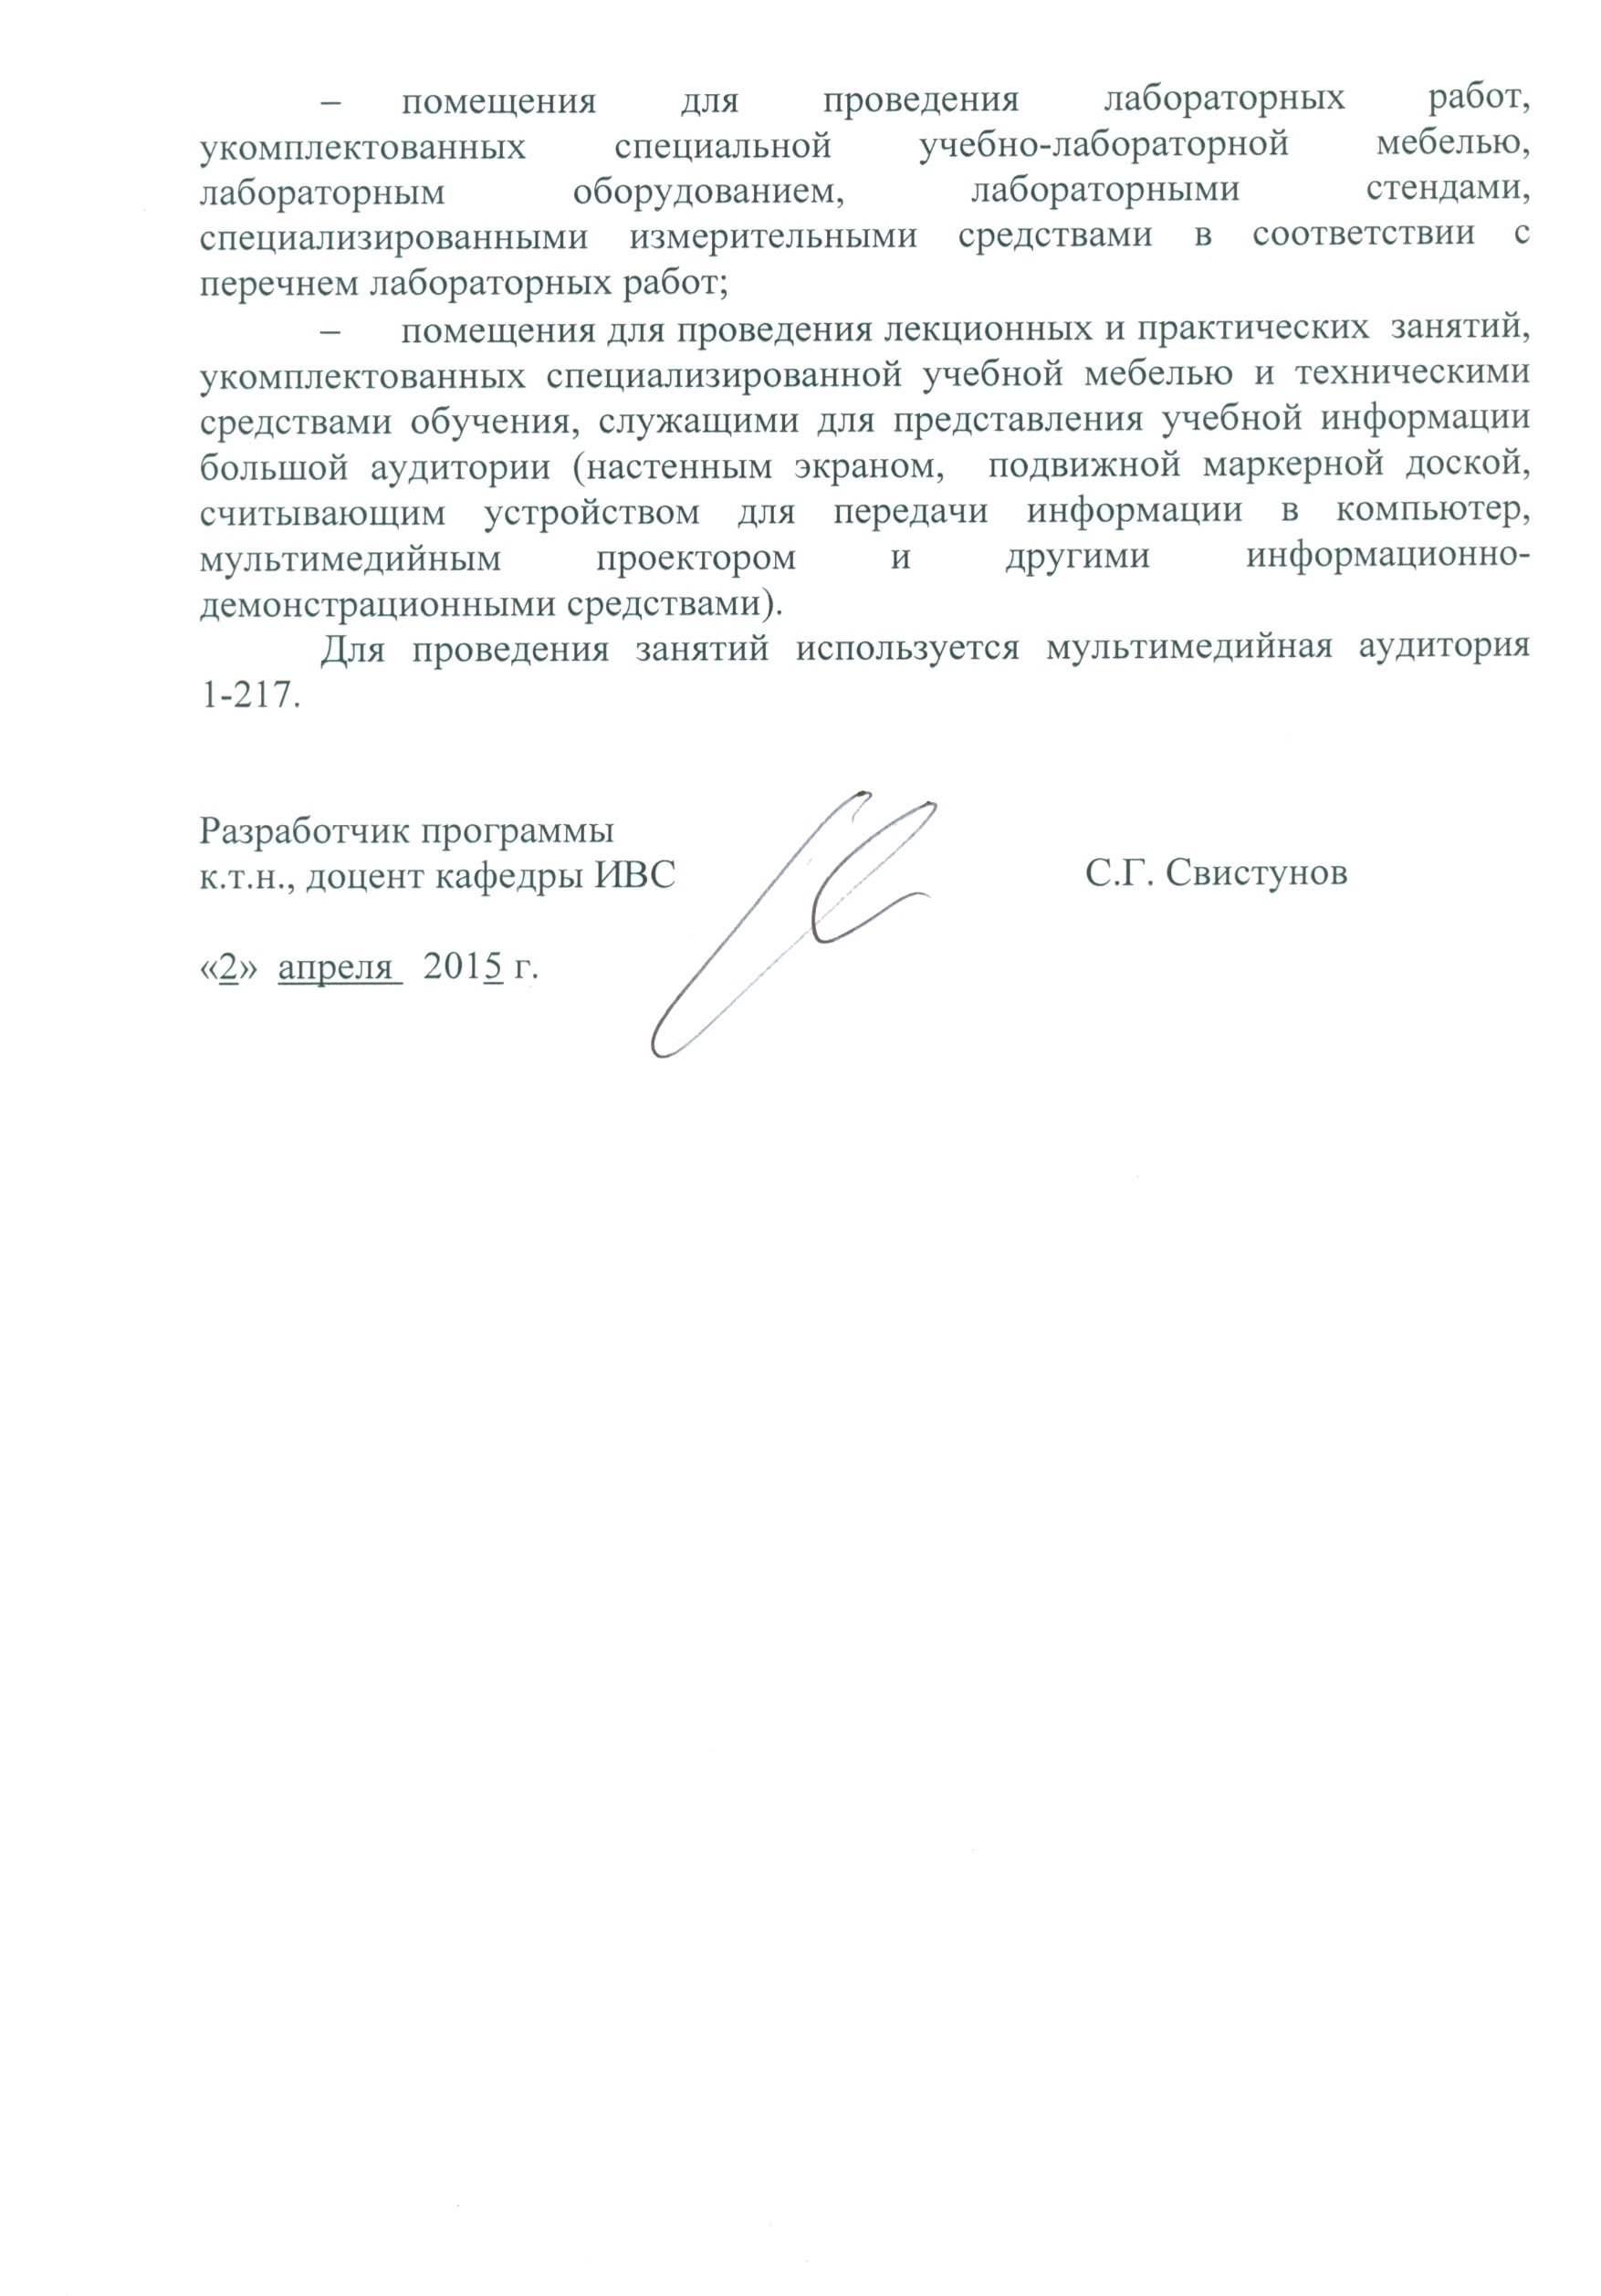 – помещения для проведения лабораторных работ,
укомплектованных специальной учебно-лабораторной мебелью,
лабораторным оборудованием, лабораторными стендами,
специализированными измерительными средствами в соответствии с
перечнем лабораторных работ;
– помещения для проведения лекционных и практических занятий,
укомплектованных специализированной учебной мебелью и техническими
средствами обучения, служащими для представления учебной информации
большой аудитории (настенным экраном, подвижной маркерной доской,
считывающим устройством для передачи информации в компьютер,
мультимедийным проектором и другими информационно-
демонстрационными средствами).
Для проведения занятий используется мультимедийная аудитория
1-217.
Разработчик программы
к.т.н., доцент кафедры ИВС С.Г. Свистунов
«2» апреля 2015 г.